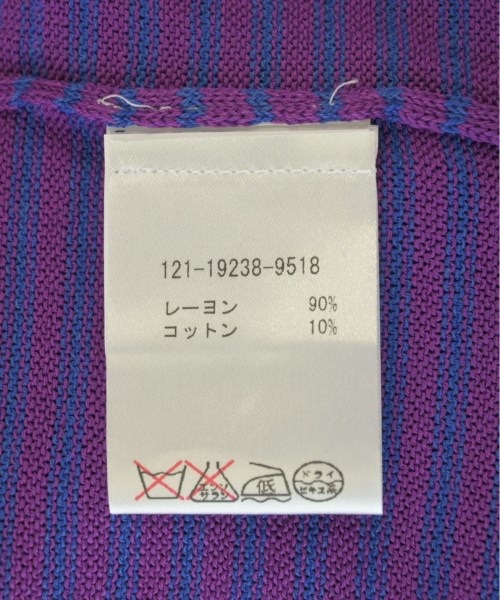 121-19238-9518
レーヨン 90%
コットン 10%
エンソ サラシ 低 ドライ
セキユ系